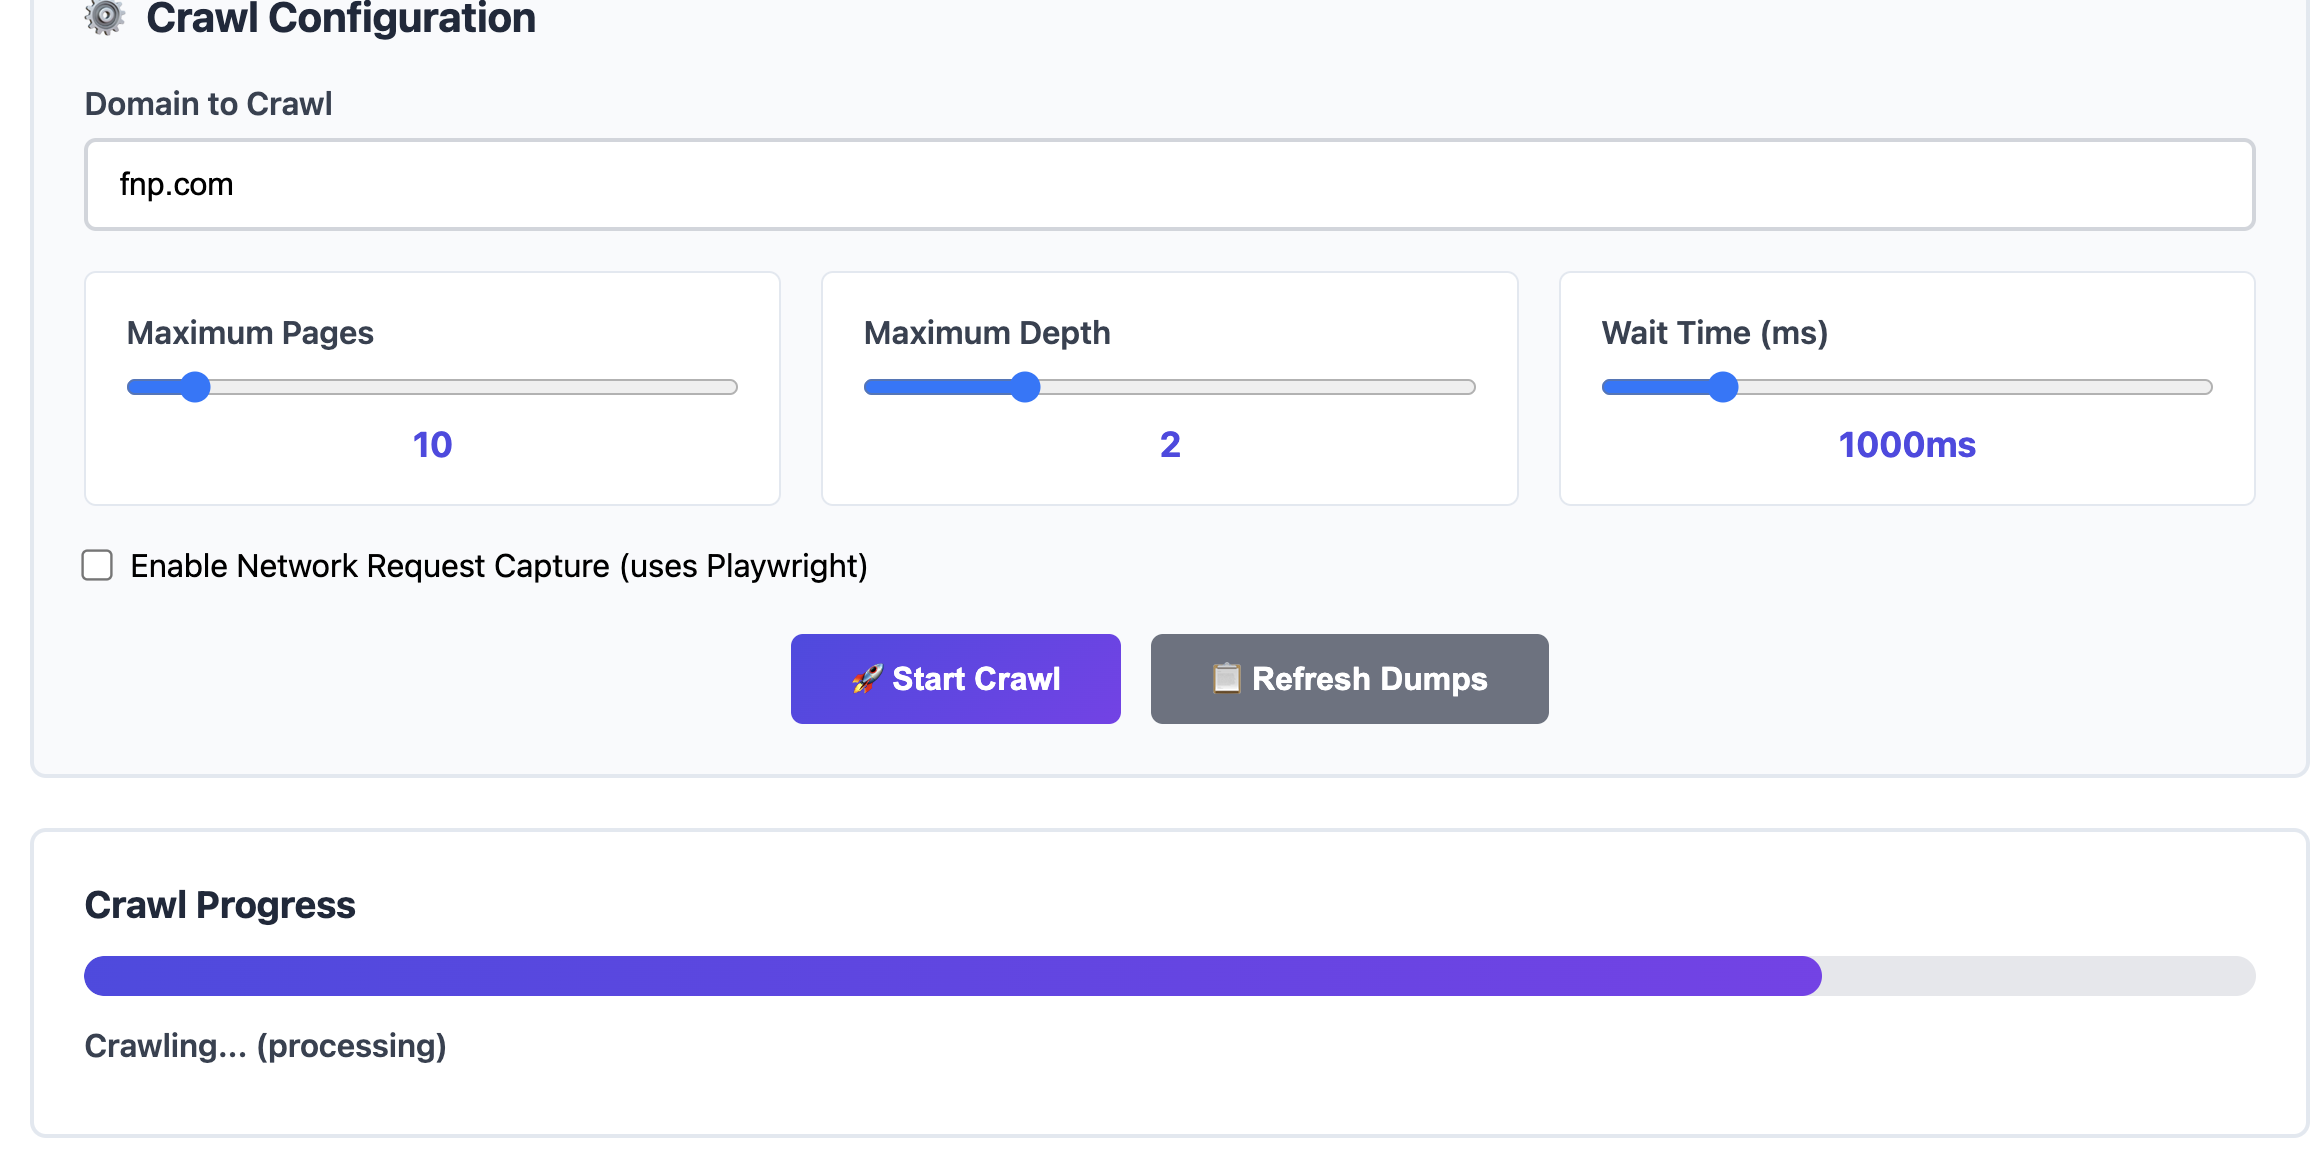 Crawl Configuration
Domain to Crawl
fnp.com
Maximum Pages
10
Maximum Depth
2
Wait Time (ms)
1000ms
Enable Network Request Capture (uses Playwright)
🚀 Start Crawl
📋 Refresh Dumps
Crawl Progress
Crawling... (processing)